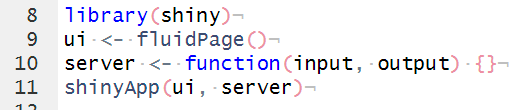 8 library(shiny)¬
9 ui·<-·fluidPage()¬
10 server·<-·function(input,·output)·{}¬
11 shinyApp(ui,·server)¬